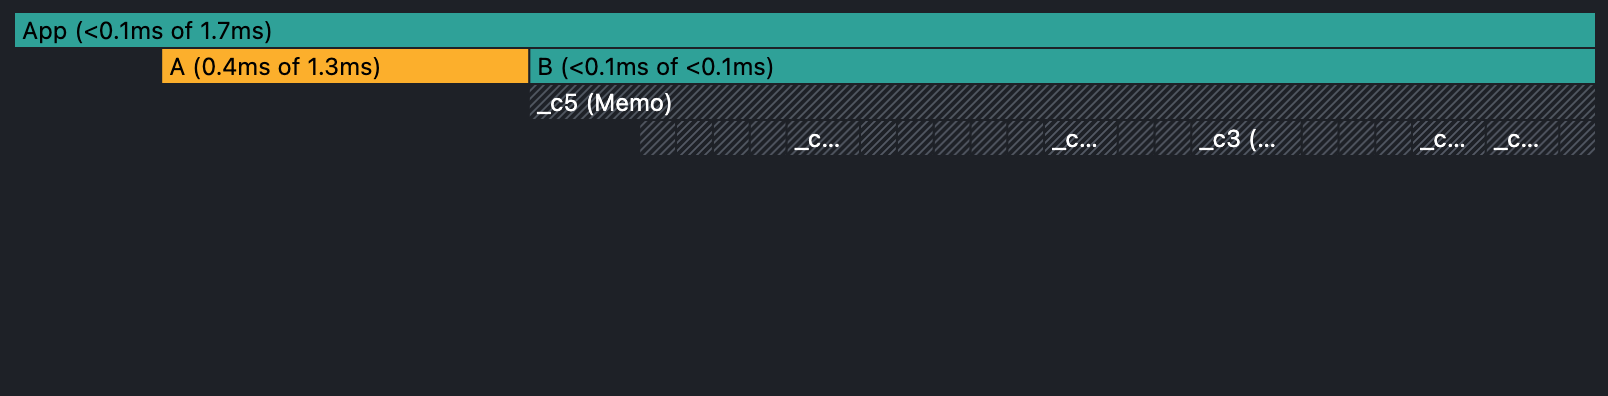 App (<0.1ms of 1.7ms)
A (0.4ms of 1.3ms) B (<0.1ms of <0.1ms)
_c5 (Memo)
_c... _c... _c3 (... _c... _c...